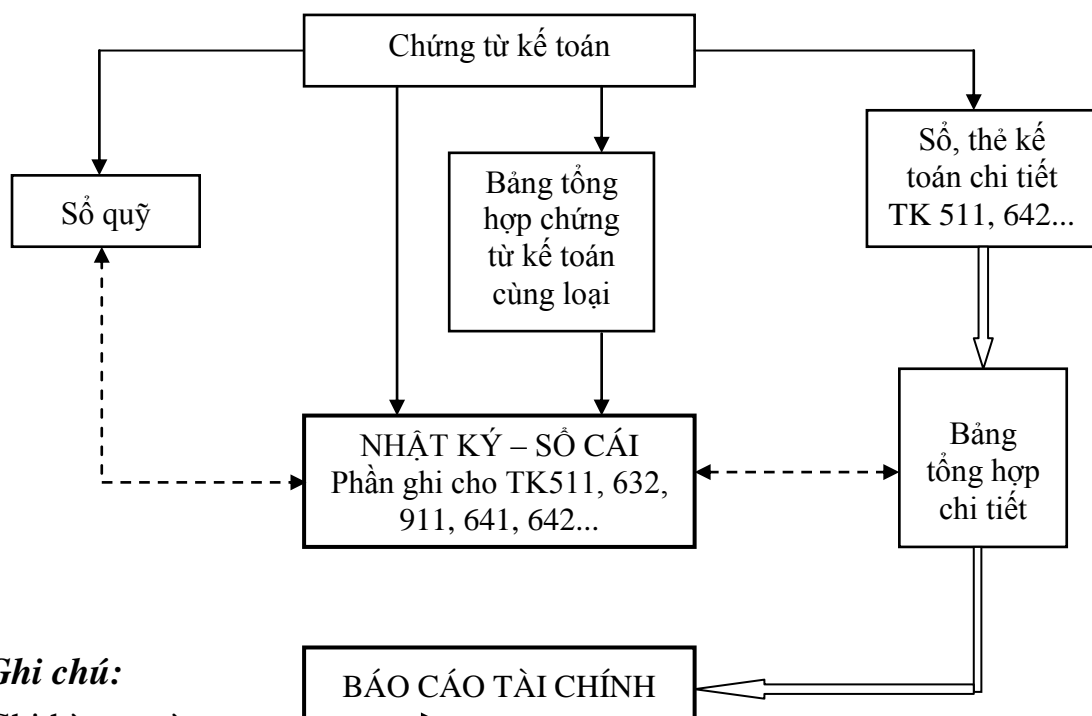 Chứng từ kế toán
Sổ quỹ
Bảng tổng
hợp chứng
từ kế toán
cùng loại
Sổ, thẻ kế
toán chi tiết
TK 511, 642...
NHẬT KÝ – SỔ CÁI
Phần ghi cho TK511, 632,
911, 641, 642...
Bảng
tổng hợp
chi tiết
Ghi chú:
BÁO CÁO TÀI CHÍNH